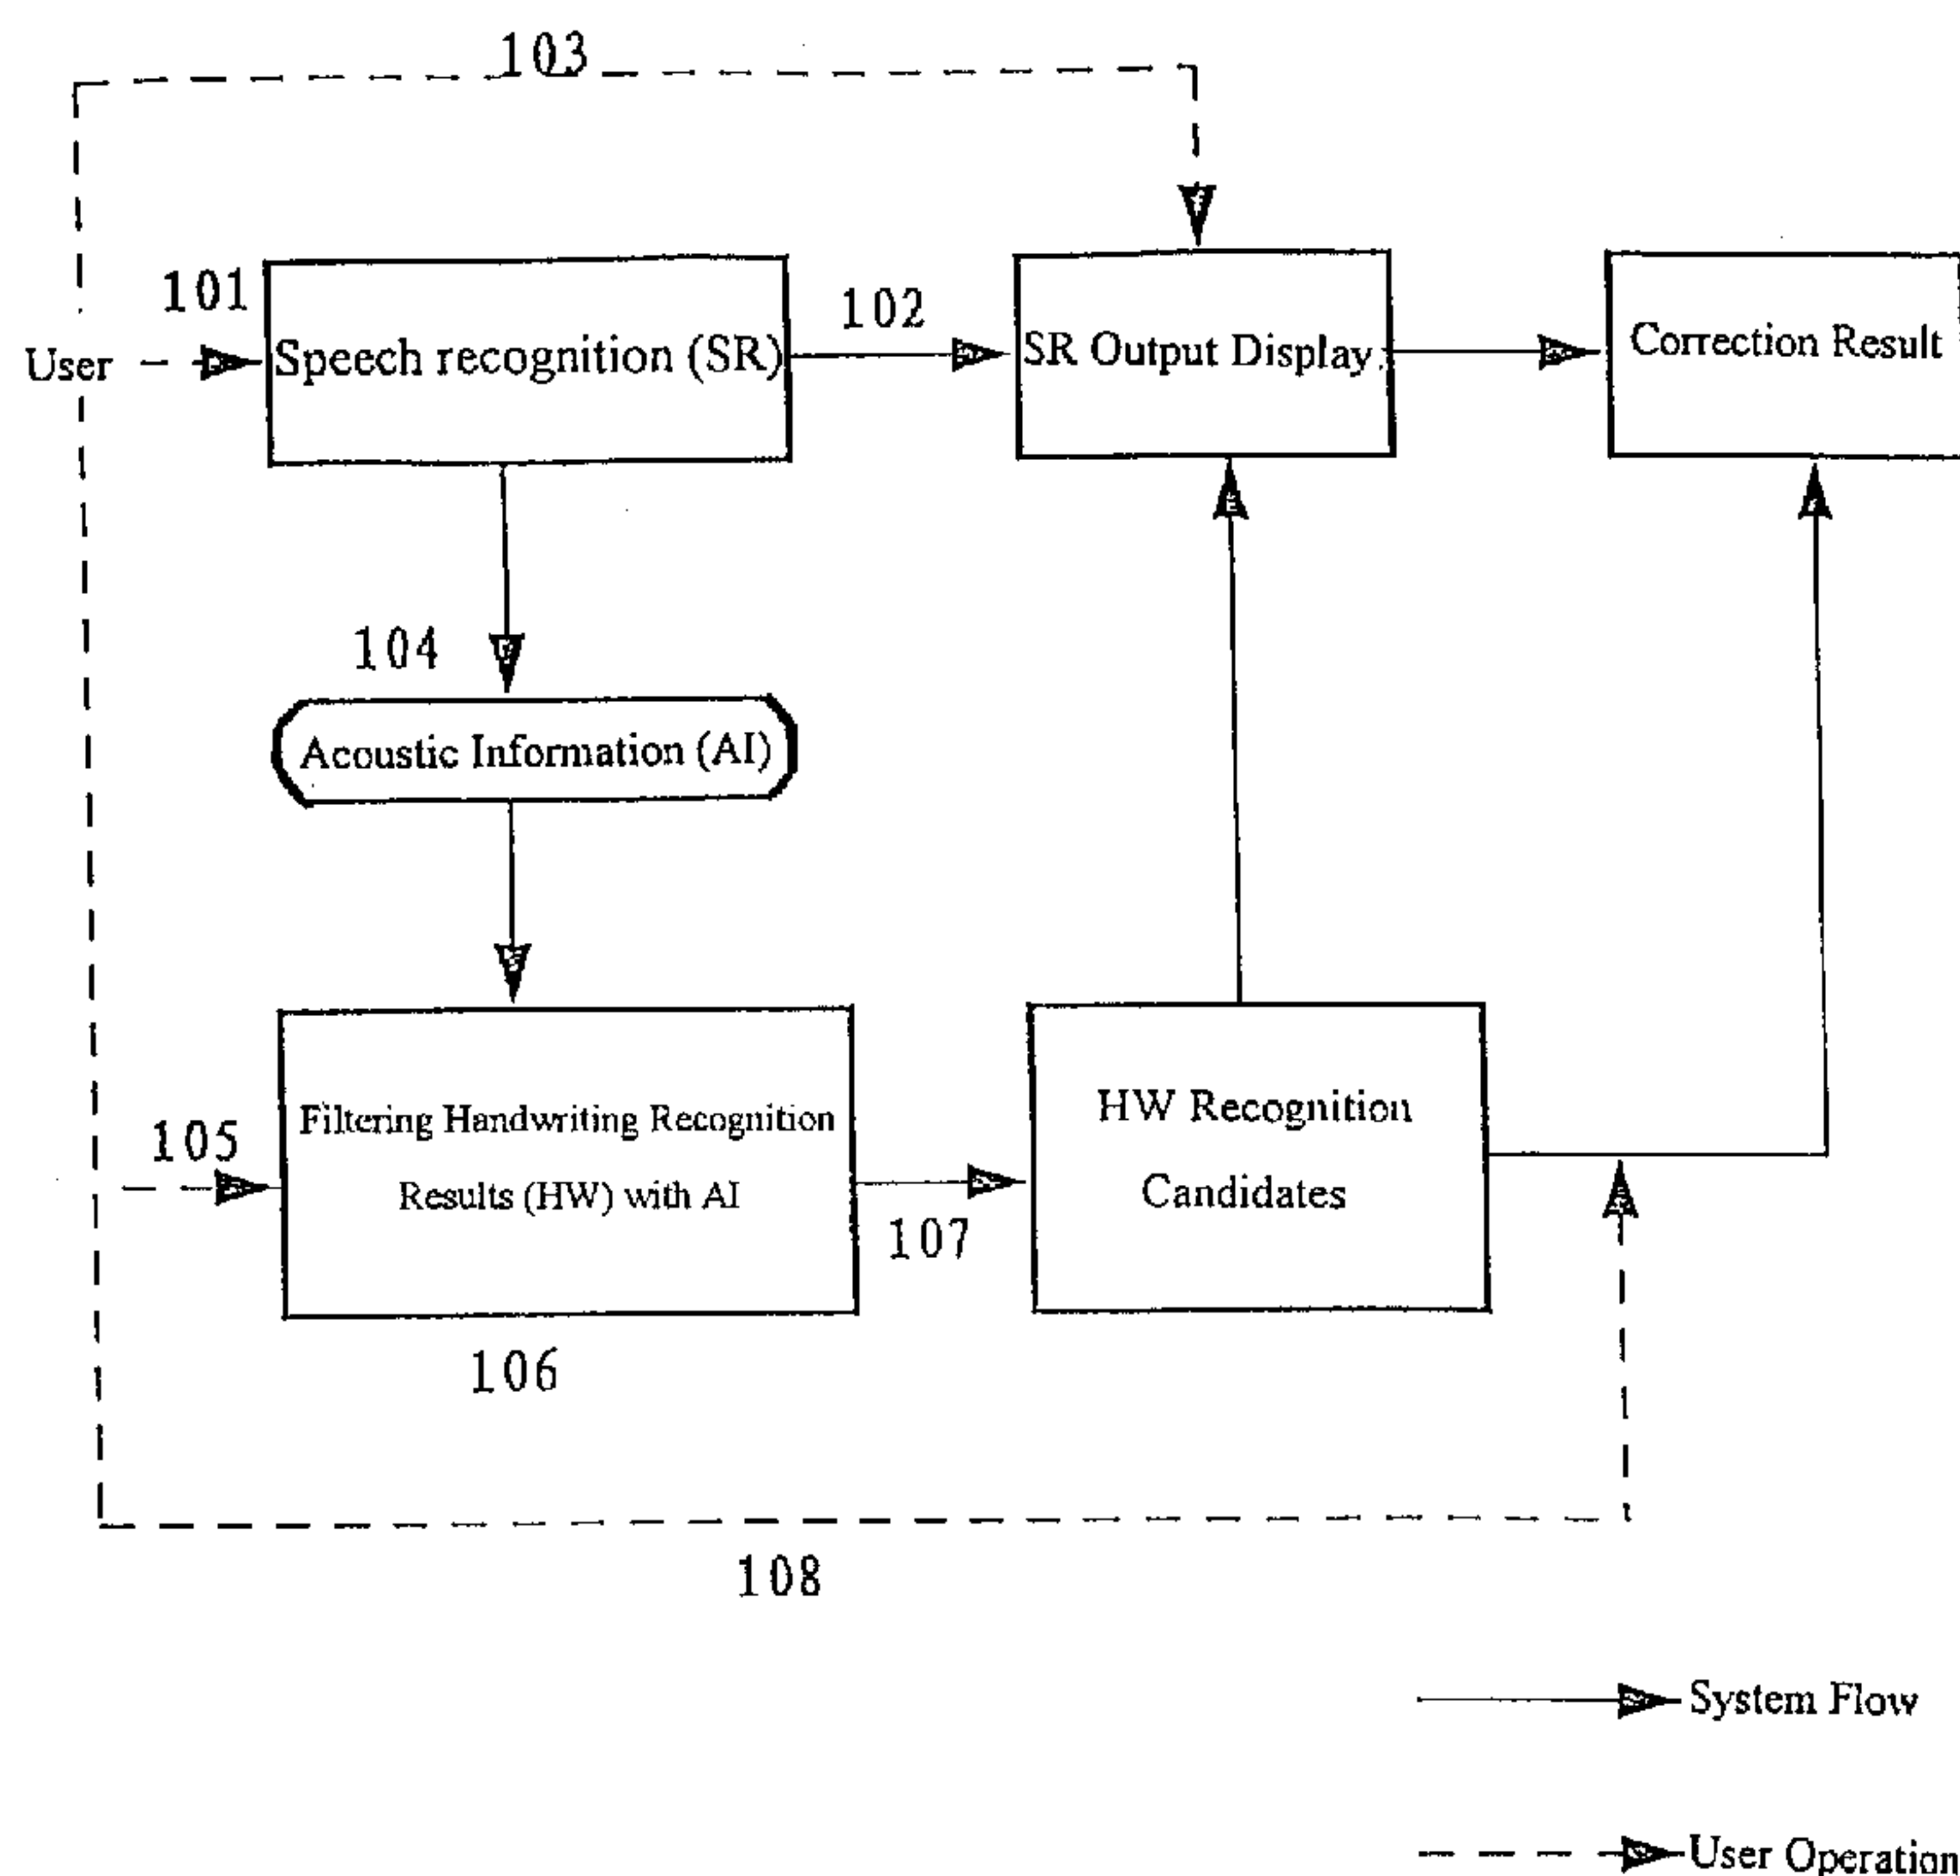 103
101
102
User
Speech recognition (SR)
SR Output Display
Correction Result
104
Acoustic Information (AI)
105
Filtering Handwriting Recognition
Results (HW) with AI
107
HW Recognition
Candidates
106
108
System Flow
User Operation